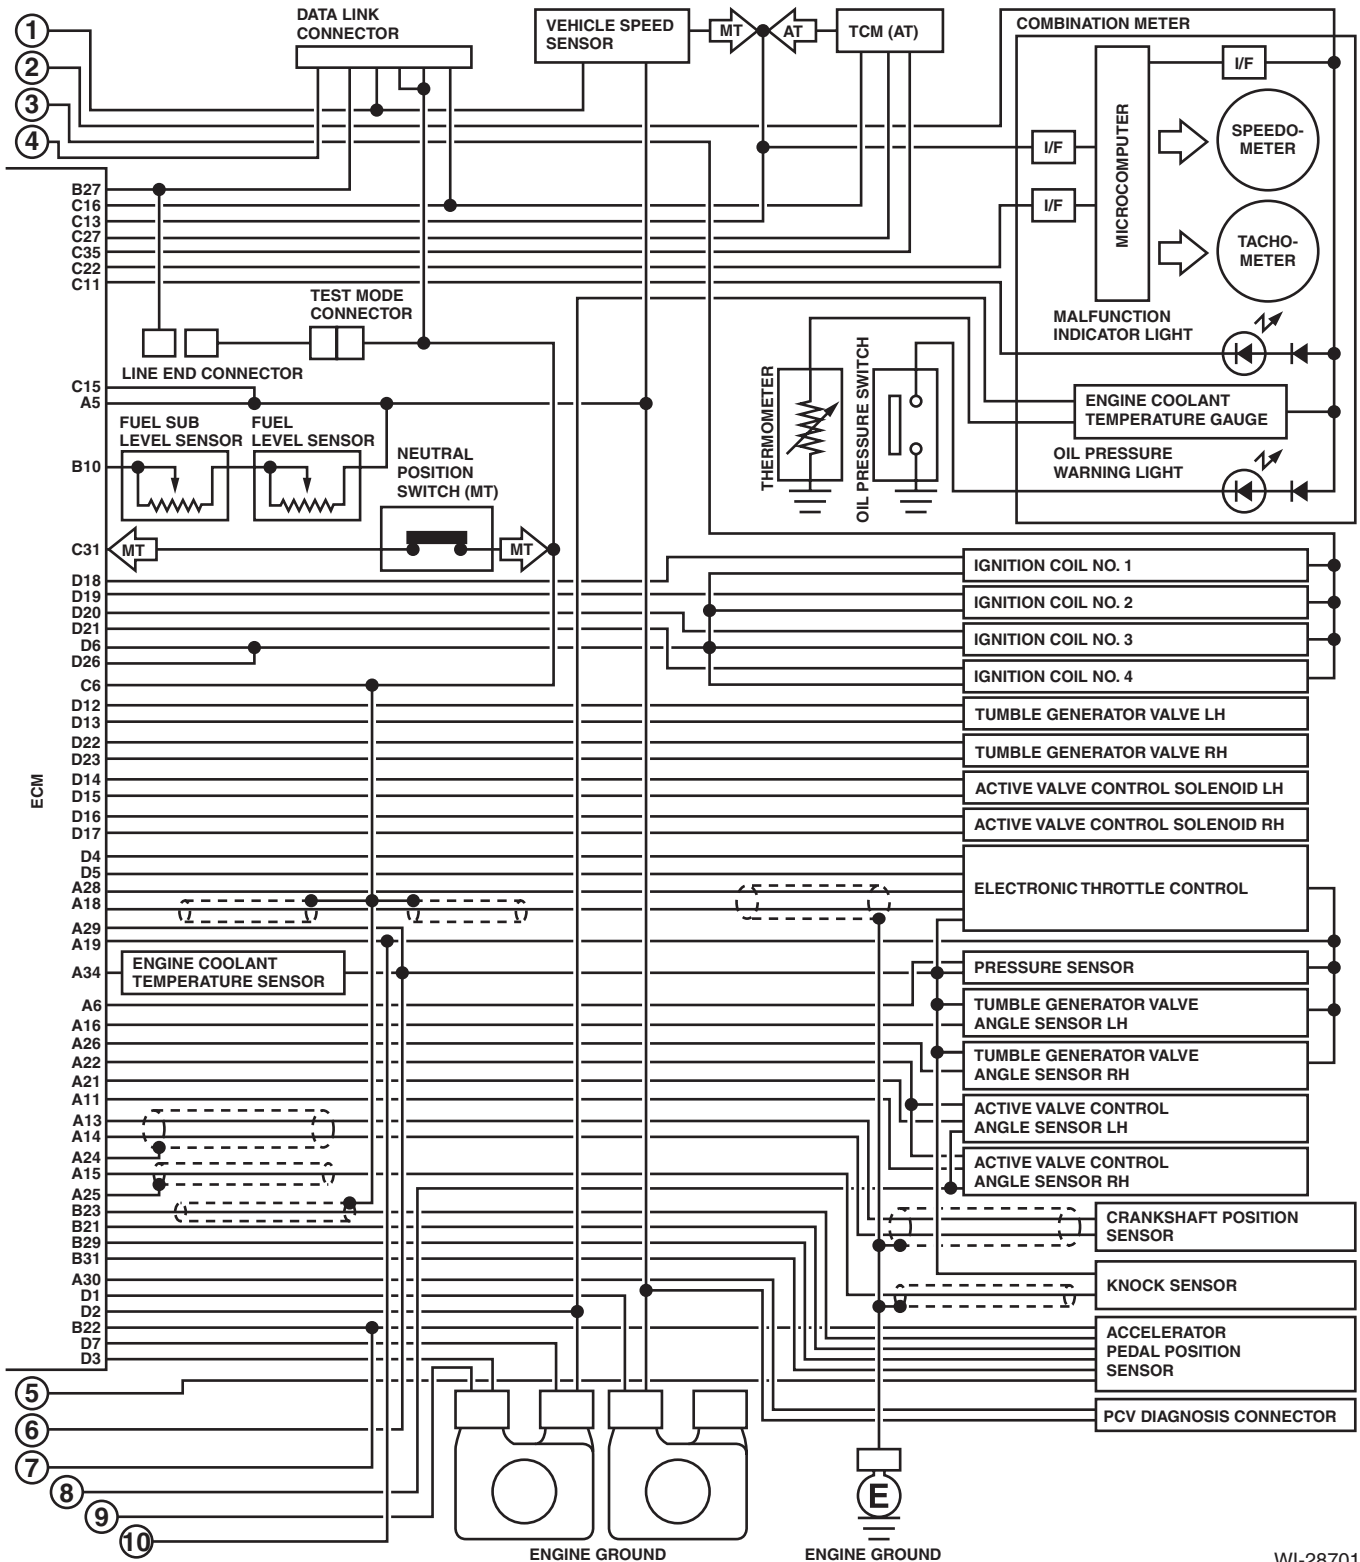 1
2
3
4
DATA LINK
CONNECTOR
VEHICLE SPEED
SENSOR
MT
AT
TCM (AT)
COMBINATION METER
I/F
I/F
I/F
MICROCOMPUTER
SPEEDO-
METER
TACHO-
METER
MALFUNCTION
INDICATOR LIGHT
ENGINE COOLANT
TEMPERATURE GAUGE
OIL PRESSURE
WARNING LIGHT
THERMOMETER
OIL PRESSURE SWITCH
ECM
B27
C16
C13
C27
C35
C22
C11
TEST MODE
CONNECTOR
LINE END CONNECTOR
C15
A5
FUEL SUB
LEVEL SENSOR
FUEL
LEVEL SENSOR
B10
NEUTRAL
POSITION
SWITCH (MT)
C31
MT
MT
D18
D19
D20
D21
D6
D26
C6
D12
D13
D22
D23
D14
D15
D16
D17
D4
D5
A28
A18
A29
A19
A34
ENGINE COOLANT
TEMPERATURE SENSOR
A6
A16
A26
A22
A21
A11
A13
A14
A24
A15
A25
B23
B21
B29
B31
A30
D1
D2
B22
D7
D3
IGNITION COIL NO. 1
IGNITION COIL NO. 2
IGNITION COIL NO. 3
IGNITION COIL NO. 4
TUMBLE GENERATOR VALVE LH
TUMBLE GENERATOR VALVE RH
ACTIVE VALVE CONTROL SOLENOID LH
ACTIVE VALVE CONTROL SOLENOID RH
ELECTRONIC THROTTLE CONTROL
PRESSURE SENSOR
TUMBLE GENERATOR VALVE
ANGLE SENSOR LH
TUMBLE GENERATOR VALVE
ANGLE SENSOR RH
ACTIVE VALVE CONTROL
ANGLE SENSOR LH
ACTIVE VALVE CONTROL
ANGLE SENSOR RH
CRANKSHAFT POSITION
SENSOR
KNOCK SENSOR
ACCELERATOR
PEDAL POSITION
SENSOR
PCV DIAGNOSIS CONNECTOR
5
6
7
8
9
10
E
ENGINE GROUND
ENGINE GROUND
WI-28701